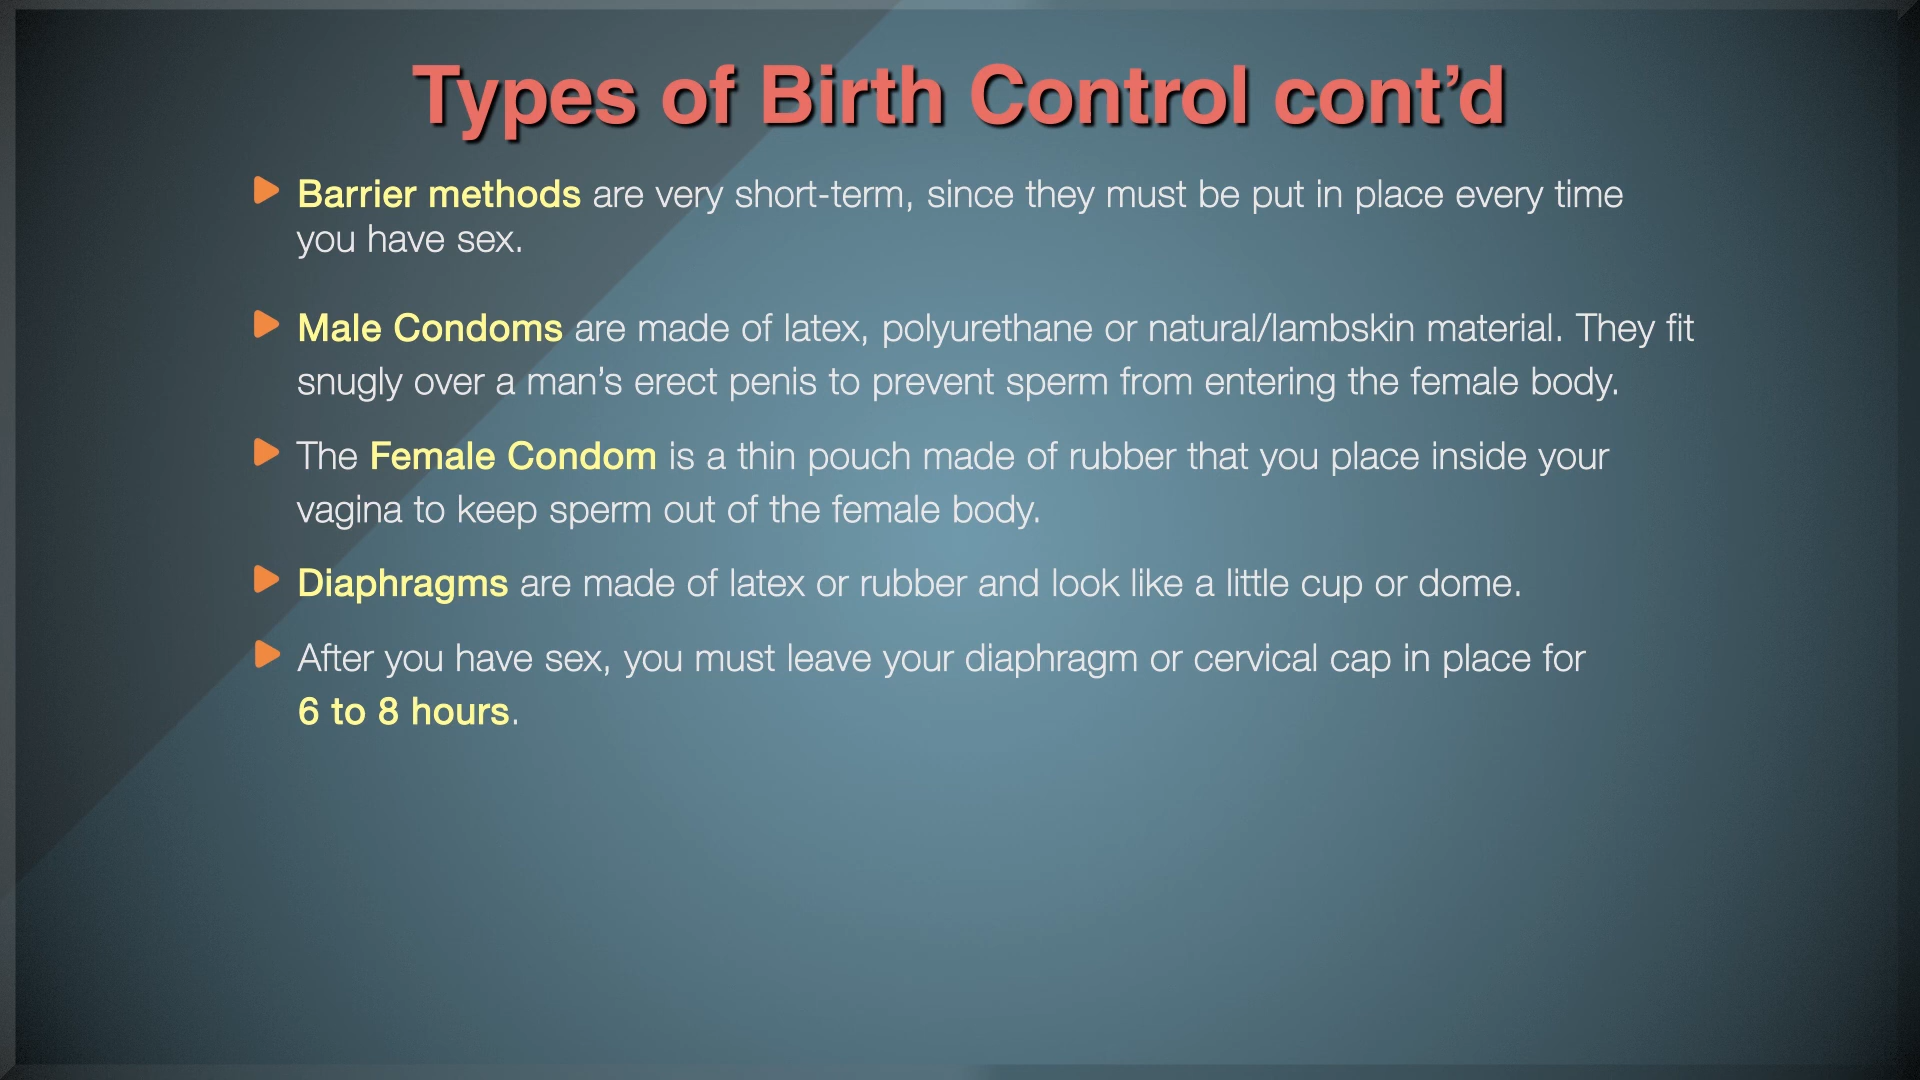 Types of Birth Control cont’d
Barrier methods are very short-term, since they must be put in place every time
you have sex.
Male Condoms are made of latex, polyurethane or natural/lambskin material. They fit
snugly over a man’s erect penis to prevent sperm from entering the female body.
The Female Condom is a thin pouch made of rubber that you place inside your
vagina to keep sperm out of the female body.
Diaphragms are made of latex or rubber and look like a little cup or dome.
After you have sex, you must leave your diaphragm or cervical cap in place for
6 to 8 hours.